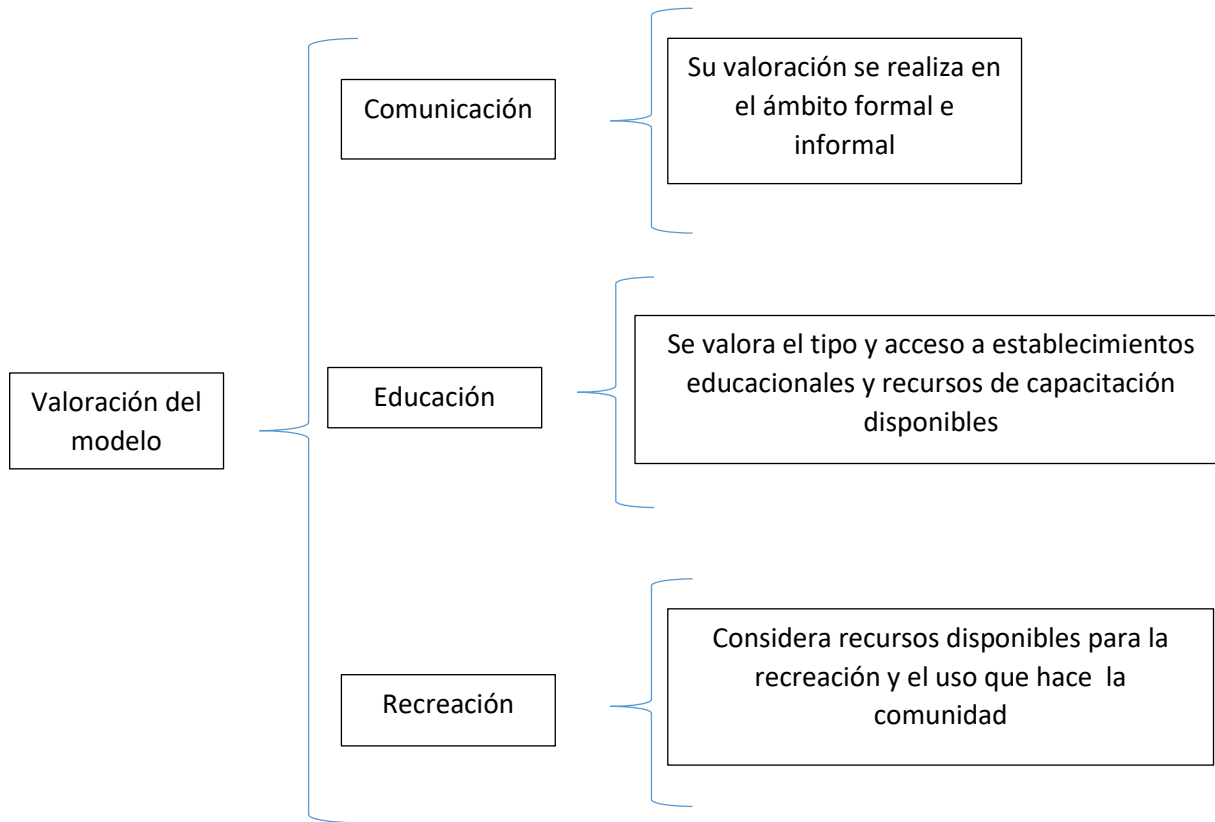 Valoración del
modelo
Comunicación
Su valoración se realiza en
el ámbito formal e
informal
Educación
Se valora el tipo y acceso a establecimientos
educacionales y recursos de capacitación
disponibles
Recreación
Considera recursos disponibles para la
recreación y el uso que hace  la
comunidad